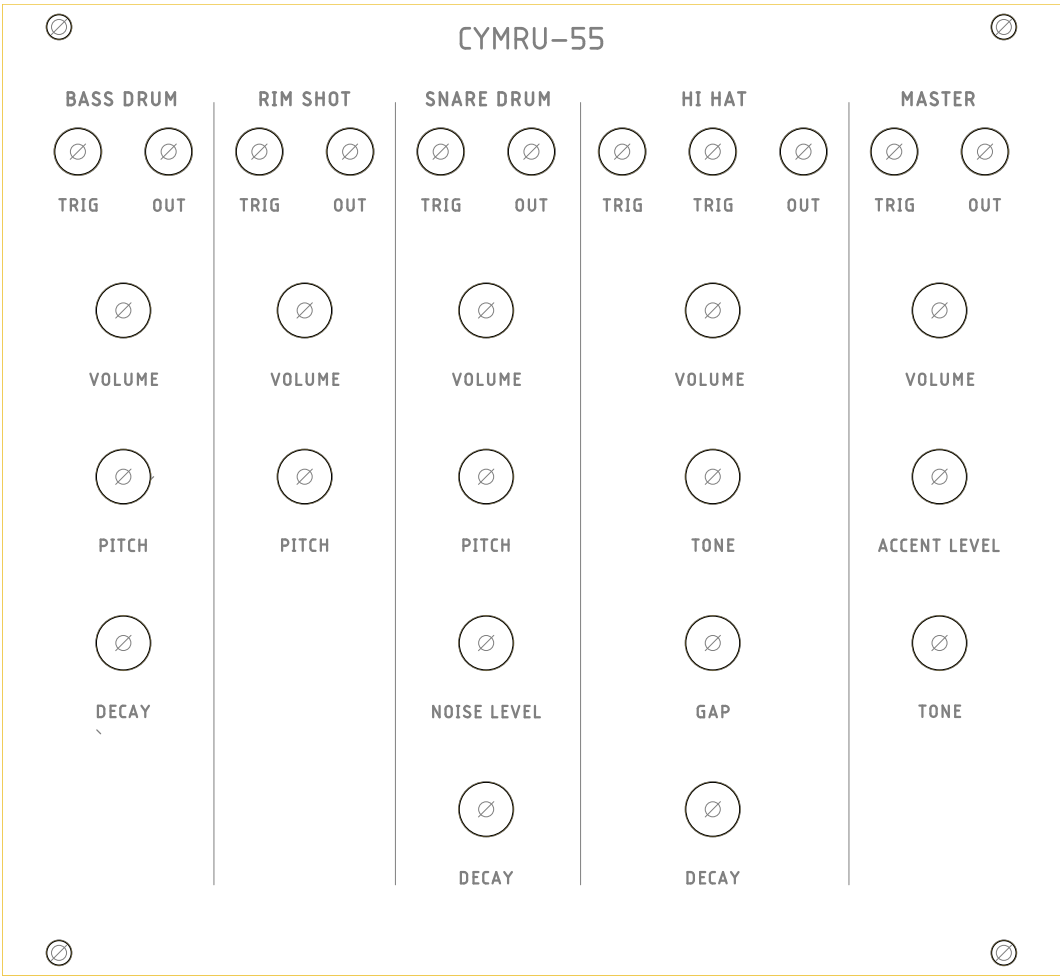 CYMRU-55
BASS DRUM RIM SHOT SNARE DRUM HI HAT MASTER
TRIG OUT TRIG OUT TRIG OUT TRIG TRIG OUT TRIG OUT
VOLUME VOLUME VOLUME VOLUME VOLUME
PITCH PITCH PITCH TONE ACCENT LEVEL
DECAY NOISE LEVEL GAP TONE
DECAY DECAY